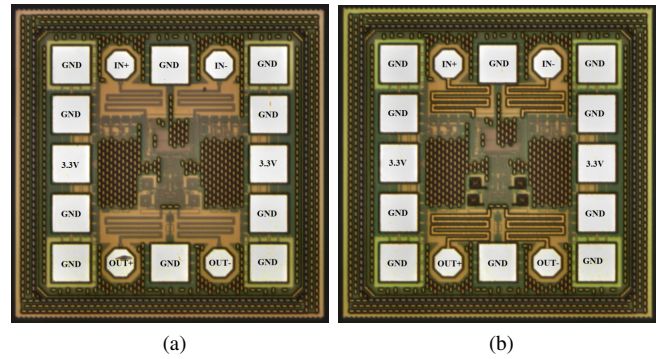 GND IN+ GND IN- GND
GND GND
3.3V 3.3V
GND GND
GND OUT+ GND OUT- GND
(a)
GND IN+ GND IN- GND
GND GND
3.3V 3.3V
GND GND
GND OUT+ GND OUT- GND
(b)